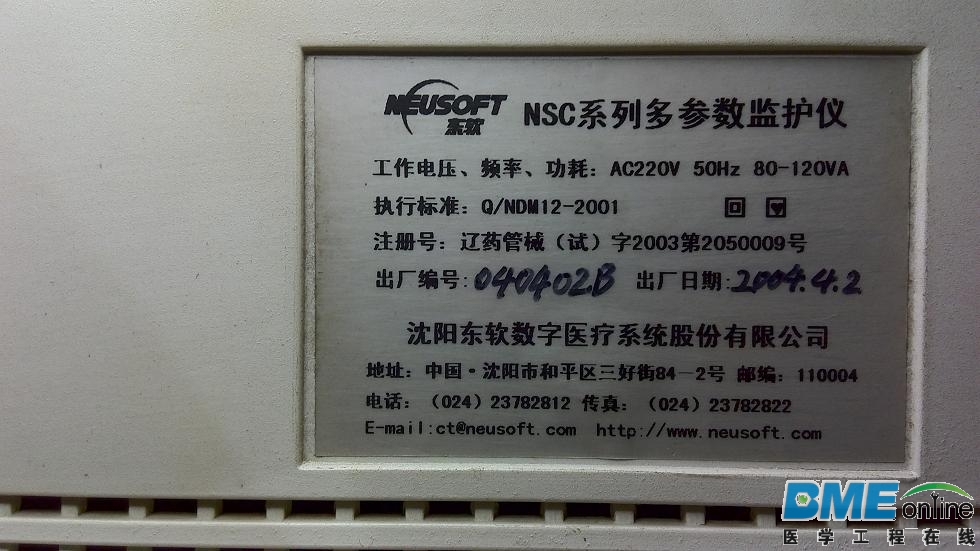 NEUSOFT
东软
NSC系列多参数监护仪
工作电压、频率、功耗：AC220V 50Hz 80-120VA
执行标准：Q/NDM12-2001
注册号：辽药管械（试）字2003第2050009号
出厂编号:040402B 出厂日期:2004.4.2
沈阳东软数字医疗系统股份有限公司
地址：中国·沈阳市和平区三好街84－2号 邮编：110004
电话：（024）23782812 传真：（024）23782822
E-mail:ct@neusoft.com http://www.neusoft.com
BME online
医学工程在线